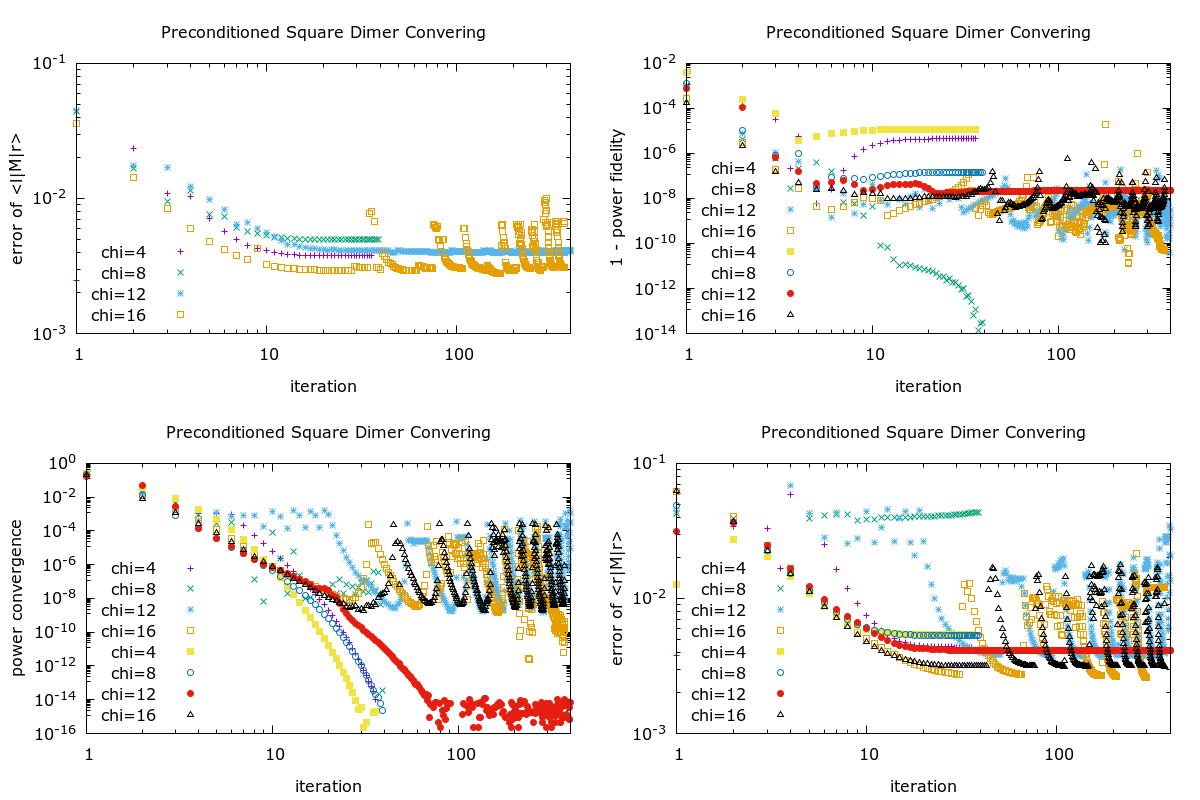 Preconditioned Square Dimer Convering
error of <l||M|r>
10^-1
10^-2
10^-3
chi=4
chi=8
chi=12
chi=16
1
10
100
iteration
Preconditioned Square Dimer Convering
1 - power fidelity
10^-2
10^-4
10^-6
10^-8
10^-10
10^-12
10^-14
chi=4
chi=8
chi=12
chi=16
chi=4
chi=8
chi=12
chi=16
1
10
100
iteration
Preconditioned Square Dimer Convering
power convergence
10^0
10^-2
10^-4
10^-6
10^-8
10^-10
10^-12
10^-14
10^-16
chi=4
chi=8
chi=12
chi=16
chi=4
chi=8
chi=12
chi=16
1
10
100
iteration
Preconditioned Square Dimer Convering
error of <r||M|r>
10^-1
10^-2
10^-3
chi=4
chi=8
chi=12
chi=16
chi=4
chi=8
chi=12
chi=16
1
10
100
iteration